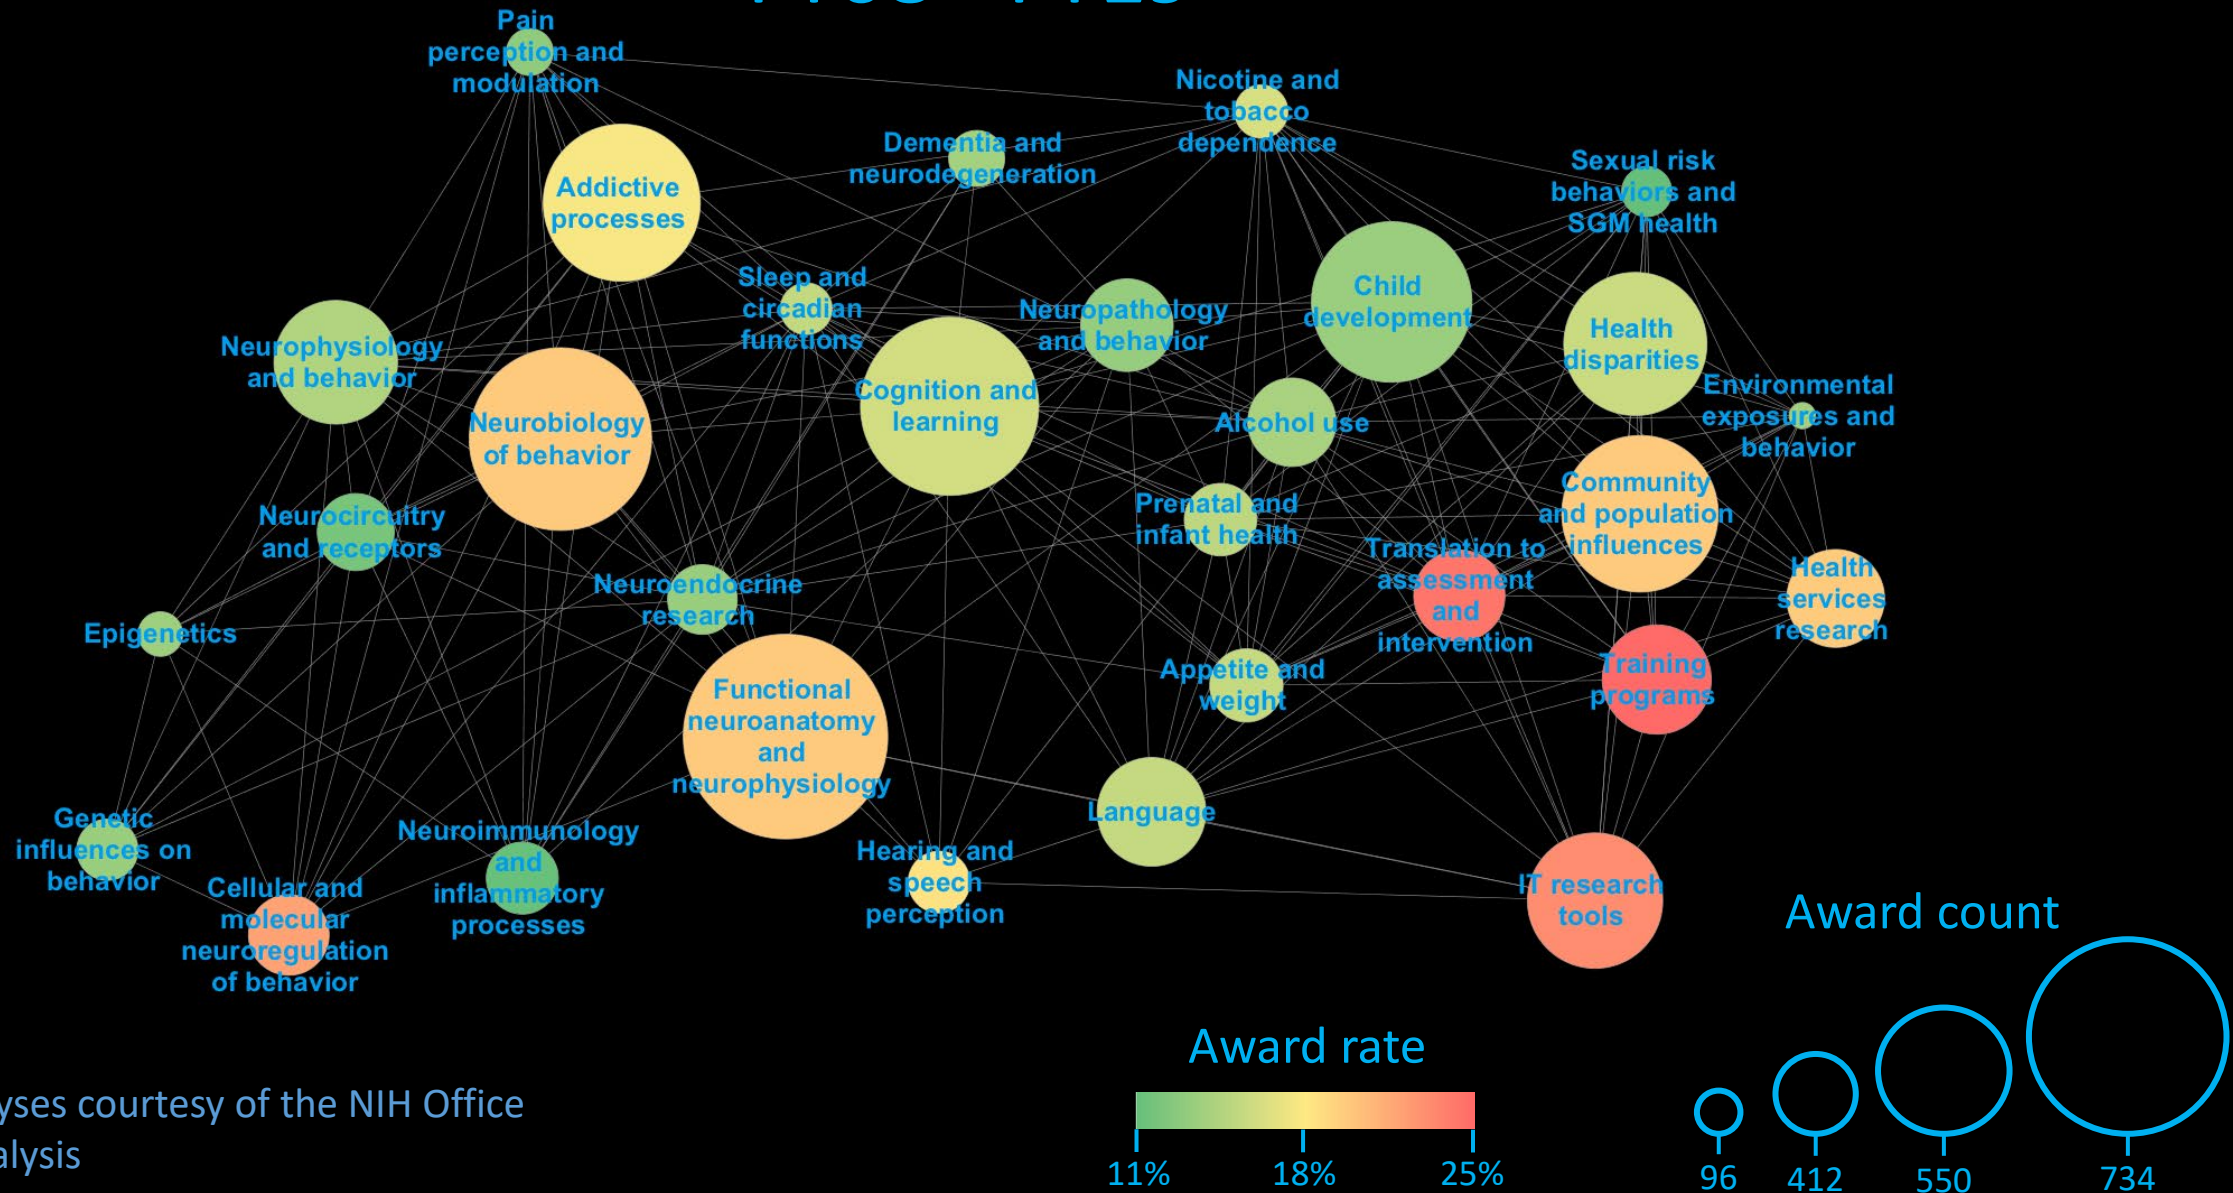 Pain
perception and
modulation
Nicotine and
tobacco
dependence
Dementia and
neurodegeneration
Sexual risk
behaviors and
SGM health
Addictive
processes
Sleep and
circadian
functions
Neuropathology
and behavior
Child
development
Health
disparities
Neurophysiology
and behavior
Neurobiology
of behavior
Cognition and
learning
Alcohol use
Environmental
exposures and
behavior
Neurocircuitry
and receptors
Prenatal and
infant health
Community
and population
influences
Translation to
assessment
and
intervention
Health
services
research
Neuroendocrine
research
Epigenetics
Appetite and
weight
Training
programs
Functional
neuroanatomy
and
neurophysiology
Language
Genetic
influences on
behavior
Neuroimmunology
and
inflammatory
processes
Hearing and
speech
perception
Cellular and
molecular
neuroregulation
of behavior
IT research
tools
Award count
96 412 550 734
Award rate
11% 18% 25%
yses courtesy of the NIH Office
alysis